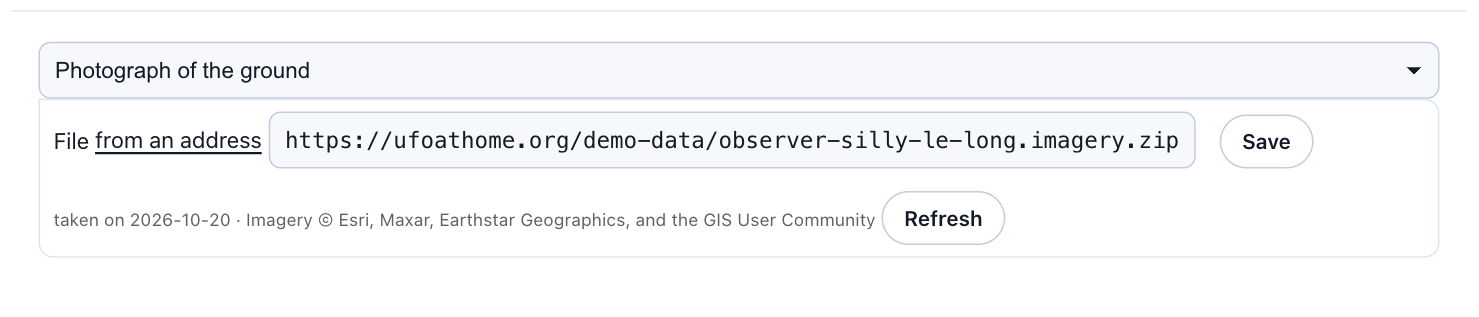 Photograph of the ground
File from an address https://ufoathome.org/demo-data/observer-silly-le-long.imagery.zip Save
taken on 2026-10-20 · Imagery © Esri, Maxar, Earthstar Geographics, and the GIS User Community Refresh